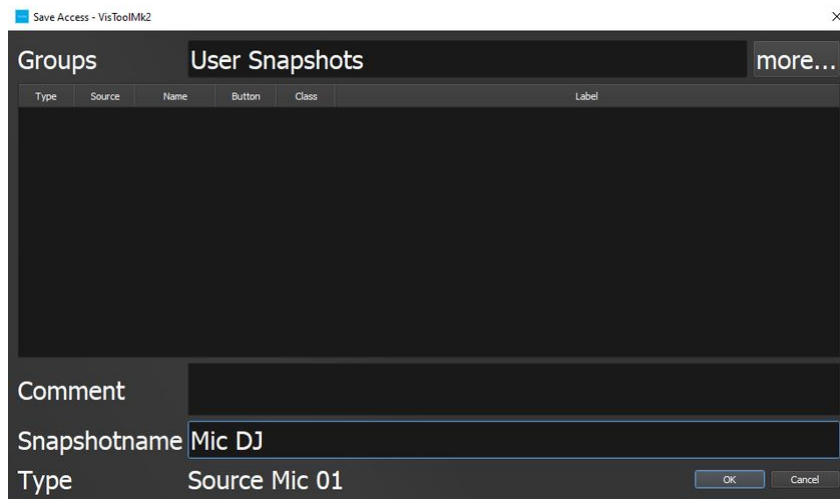 Save Access - VisToolMk2
Groups User Snapshots more...
Type Source Name Button Class Label
Comment
Snapshotname Mic DJ
Type Source Mic 01 OK Cancel